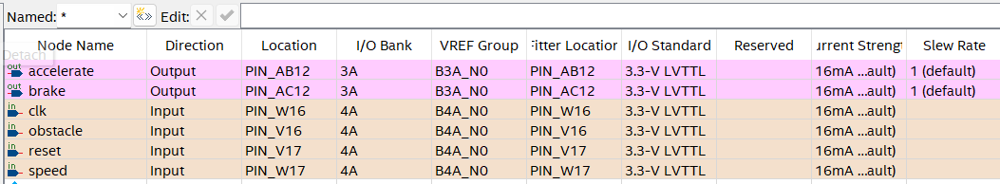 Named: * «» Edit:
Node Name Direction Location I/O Bank VREF Group Fitter Location I/O Standard Reserved urrent Strengt Slew Rate
Detach
out accelerate Output PIN_AB12 3A B3A_N0 PIN_AB12 3.3-V LVTTL 16mA ...ault) 1 (default)
out brake Output PIN_AC12 3A B3A_N0 PIN_AC12 3.3-V LVTTL 16mA ...ault) 1 (default)
in clk Input PIN_W16 4A B4A_N0 PIN_W16 3.3-V LVTTL 16mA ...ault)
in obstacle Input PIN_V16 4A B4A_N0 PIN_V16 3.3-V LVTTL 16mA ...ault)
in reset Input PIN_V17 4A B4A_N0 PIN_V17 3.3-V LVTTL 16mA ...ault)
in speed Input PIN_W17 4A B4A_N0 PIN_W17 3.3-V LVTTL 16mA ...ault)